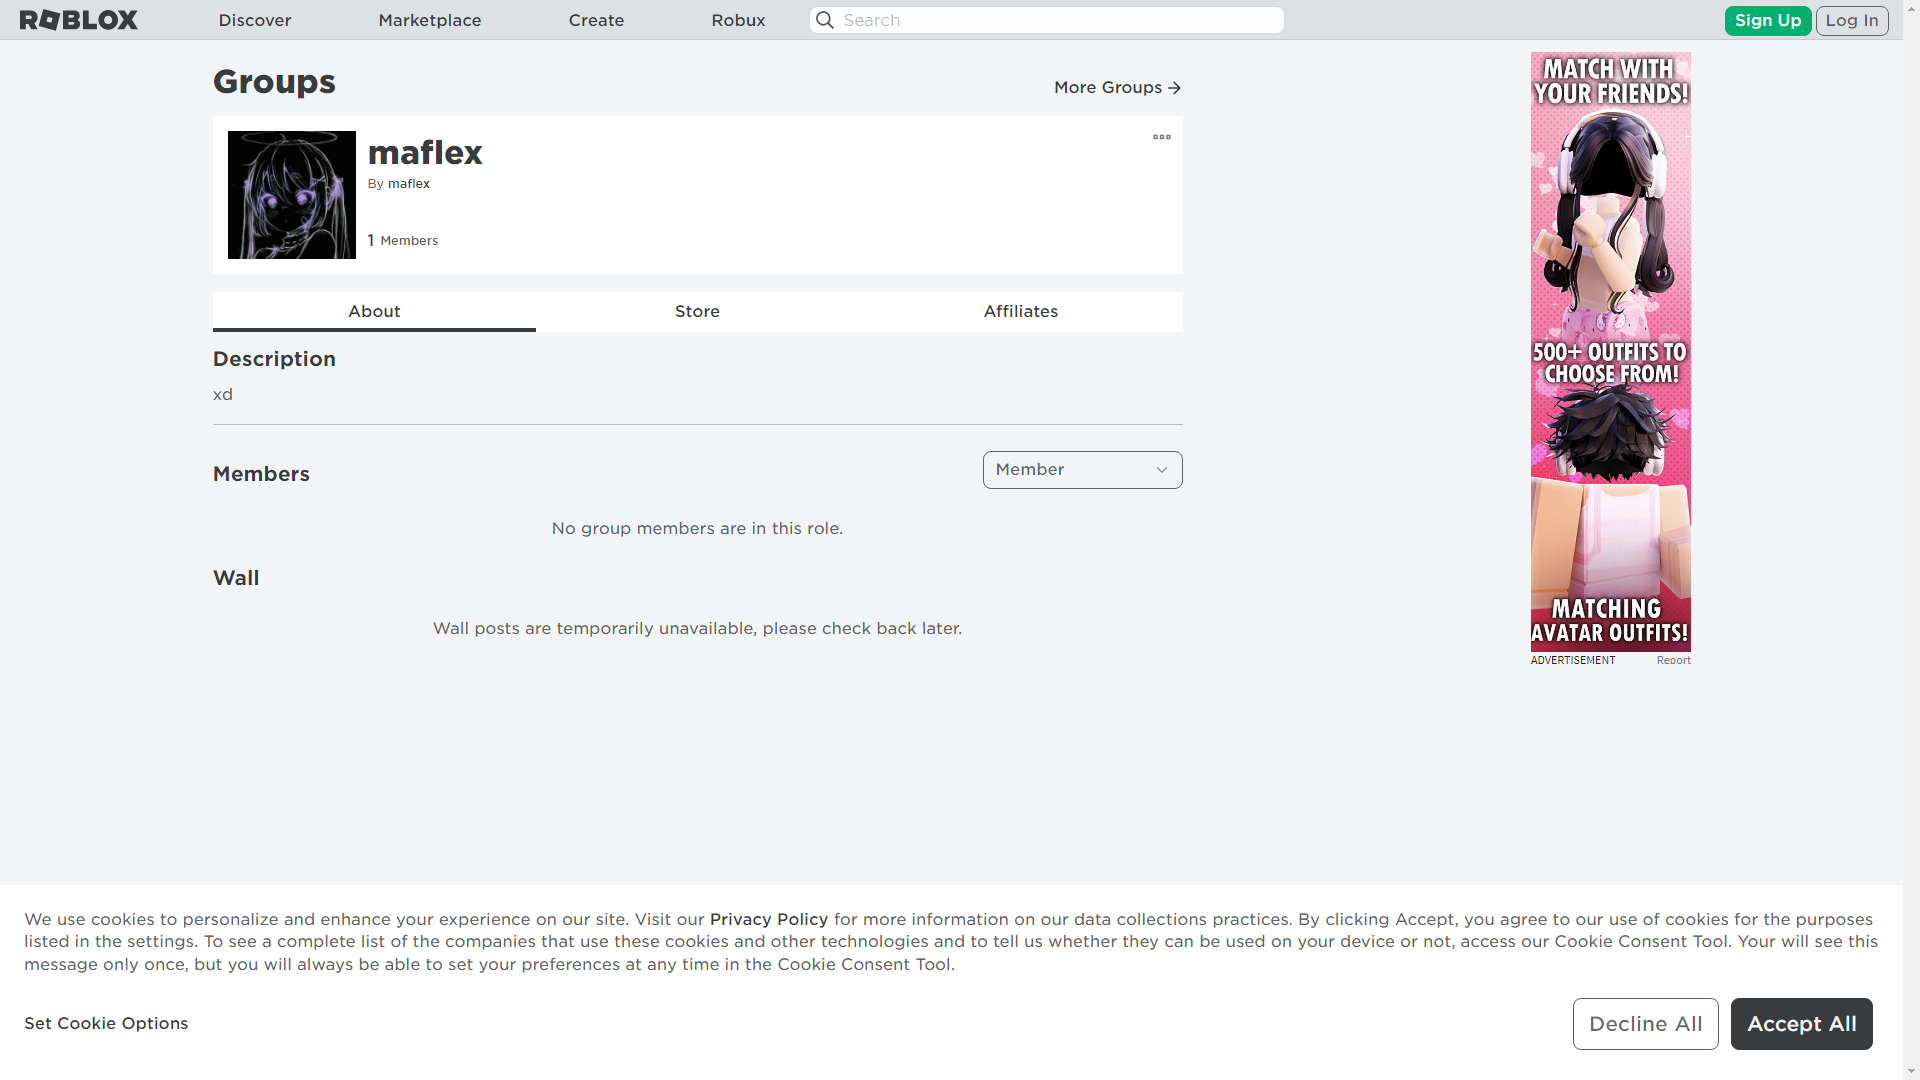 ROBLOX
Discover
Marketplace
Create
Robux
Search
Sign Up
Log In
Groups
More Groups
maflex
By maflex
1 Members
About
Store
Affiliates
Description
xd
Members
Member
No group members are in this role.
Wall
Wall posts are temporarily unavailable, please check back later.
MATCH WITH
YOUR FRIENDS!
500+ OUTFITS TO
CHOOSE FROM!
MATCHING
AVATAR OUTFITS!
ADVERTISEMENT
Report
We use cookies to personalize and enhance your experience on our site. Visit our Privacy Policy for more information on our data collections practices. By clicking Accept, you agree to our use of cookies for the purposes
listed in the settings. To see a complete list of the companies that use these cookies and other technologies and to tell us whether they can be used on your device or not, access our Cookie Consent Tool. Your will see this
message only once, but you will always be able to set your preferences at any time in the Cookie Consent Tool.
Set Cookie Options
Decline All
Accept All